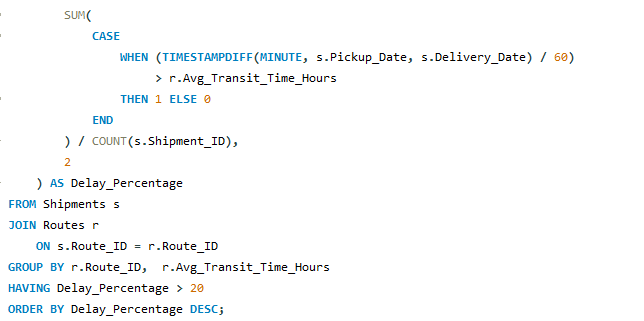 SUM(
CASE
WHEN (TIMESTAMPDIFF(MINUTE, s.Pickup_Date, s.Delivery_Date) / 60)
> r.Avg_Transit_Time_Hours
THEN 1 ELSE 0
END
) / COUNT(s.Shipment_ID),
2
) AS Delay_Percentage
FROM Shipments s
JOIN Routes r
ON s.Route_ID = r.Route_ID
GROUP BY r.Route_ID,  r.Avg_Transit_Time_Hours
HAVING Delay_Percentage > 20
ORDER BY Delay_Percentage DESC;